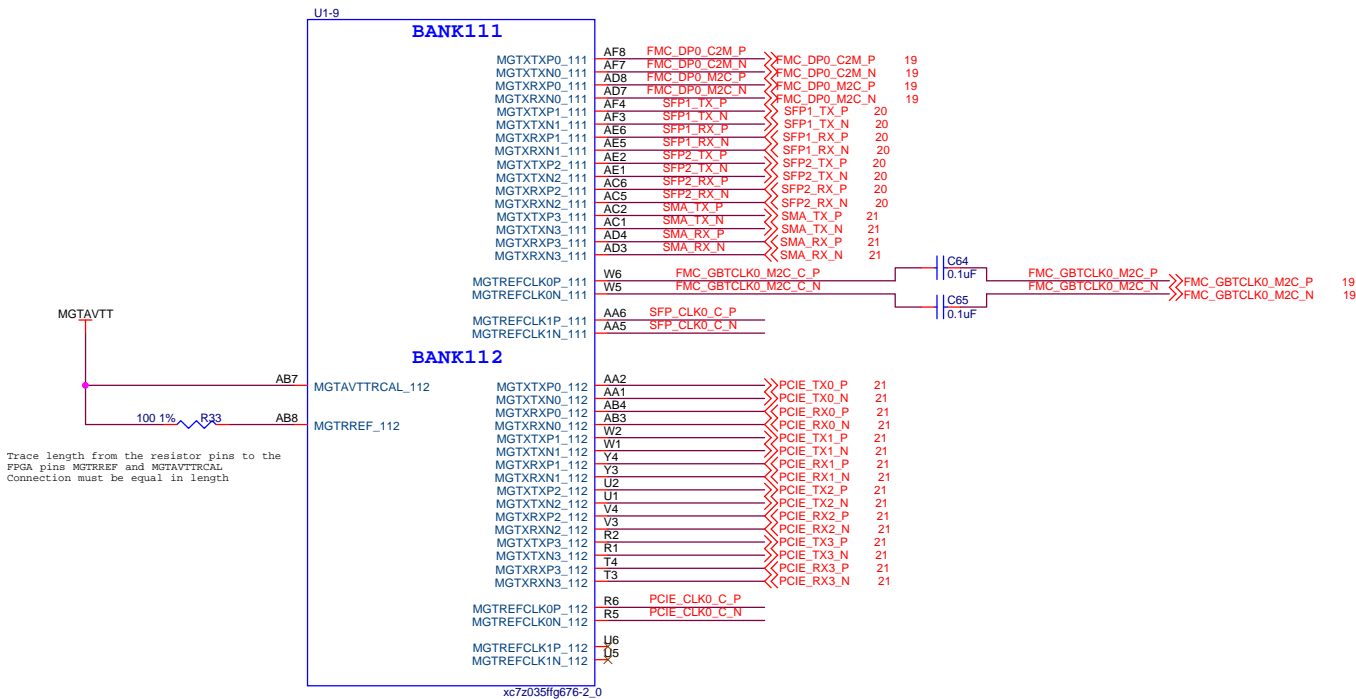 U1-9
BANK111
MGTXTXP0_111 AF8 FMC_DP0_C2M_P FMC_DP0_C2M_P 19
MGTXTXN0_111 AF7 FMC_DP0_C2M_N FMC_DP0_C2M_N 19
MGTXRXP0_111 AD8 FMC_DP0_M2C_P FMC_DP0_M2C_P 19
MGTXRXN0_111 AD7 FMC_DP0_M2C_N FMC_DP0_M2C_N 19
MGTXTXP1_111 AF4 SFP1_TX_P SFP1_TX_P 20
MGTXTXN1_111 AF3 SFP1_TX_N SFP1_TX_N 20
MGTXRXP1_111 AE6 SFP1_RX_P SFP1_RX_P 20
MGTXRXN1_111 AE5 SFP1_RX_N SFP1_RX_N 20
MGTXTXP2_111 AE2 SFP2_TX_P SFP2_TX_P 20
MGTXTXN2_111 AE1 SFP2_TX_N SFP2_TX_N 20
MGTXRXP2_111 AC6 SFP2_RX_P SFP2_RX_P 20
MGTXRXN2_111 AC5 SFP2_RX_N SFP2_RX_N 20
MGTXTXP3_111 AC2 SMA_TX_P SMA_TX_P 21
MGTXTXN3_111 AC1 SMA_TX_N SMA_TX_N 21
MGTXRXP3_111 AD4 SMA_RX_P SMA_RX_P 21
MGTXRXN3_111 AD3 SMA_RX_N SMA_RX_N 21
C64
0.1uF
MGTREFCLK0P_111 W6 FMC_GBTCLK0_M2C_C_P FMC_GBTCLK0_M2C_P FMC_GBTCLK0_M2C_P 19
MGTREFCLK0N_111 W5 FMC_GBTCLK0_M2C_C_N FMC_GBTCLK0_M2C_N FMC_GBTCLK0_M2C_N 19
C65
0.1uF
MGTREFCLK1P_111 AA6 SFP_CLK0_C_P
MGTREFCLK1N_111 AA5 SFP_CLK0_C_N
MGTAVTT
BANK112
AB7 MGTAVTTRCAL_112
100 1% R33 AB8 MGTRREF_112
Trace length from the resistor pins to the
FPGA pins MGTRREF and MGTAVTTRCAL
Connection must be equal in length
MGTXTXP0_112 AA2 PCIE_TX0_P 21
MGTXTXN0_112 AA1 PCIE_TX0_N 21
MGTXRXP0_112 AB4 PCIE_RX0_P 21
MGTXRXN0_112 AB3 PCIE_RX0_N 21
MGTXTXP1_112 W2 PCIE_TX1_P 21
MGTXTXN1_112 W1 PCIE_TX1_N 21
MGTXRXP1_112 Y4 PCIE_RX1_P 21
MGTXRXN1_112 Y3 PCIE_RX1_N 21
MGTXTXP2_112 U2 PCIE_TX2_P 21
MGTXTXN2_112 U1 PCIE_TX2_N 21
MGTXRXP2_112 V4 PCIE_RX2_P 21
MGTXRXN2_112 V3 PCIE_RX2_N 21
MGTXTXP3_112 R2 PCIE_TX3_P 21
MGTXTXN3_112 R1 PCIE_TX3_N 21
MGTXRXP3_112 T4 PCIE_RX3_P 21
MGTXRXN3_112 T3 PCIE_RX3_N 21
MGTREFCLK0P_112 R6 PCIE_CLK0_C_P
MGTREFCLK0N_112 R5 PCIE_CLK0_C_N
MGTREFCLK1P_112 U6
MGTREFCLK1N_112 U5
xc7z035ffg676-2_0